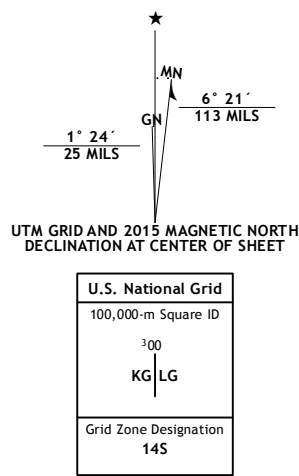 ★
MN
GN
6° 21´
113 MILS
1° 24´
25 MILS
UTM GRID AND 2015 MAGNETIC NORTH
DECLINATION AT CENTER OF SHEET
U.S. National Grid
100,000-m Square ID
³00
KG LG
Grid Zone Designation
14S